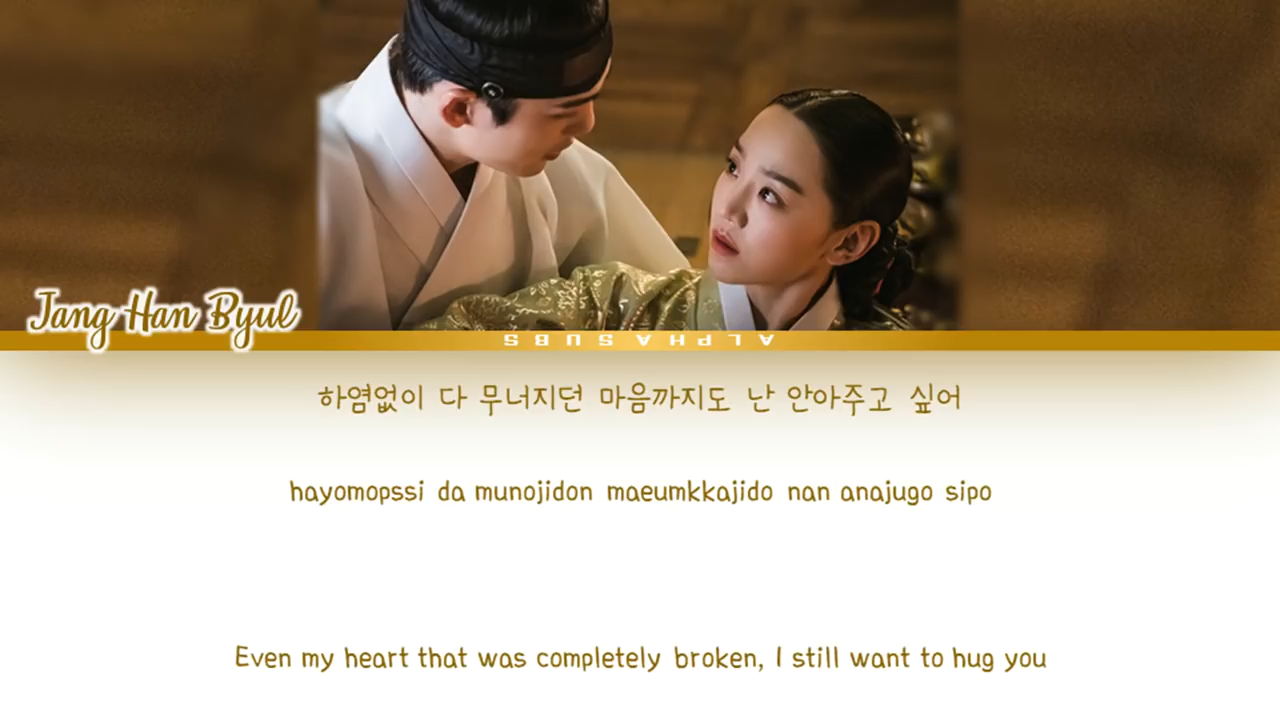 Jang Han Byul
ALPHASUBS
하염없이 다 무너지던 마음까지도 난 안아주고 싶어
hayomopssi da munojidon maeumkkajido nan anajugo sipo
Even my heart that was completely broken, I still want to hug you